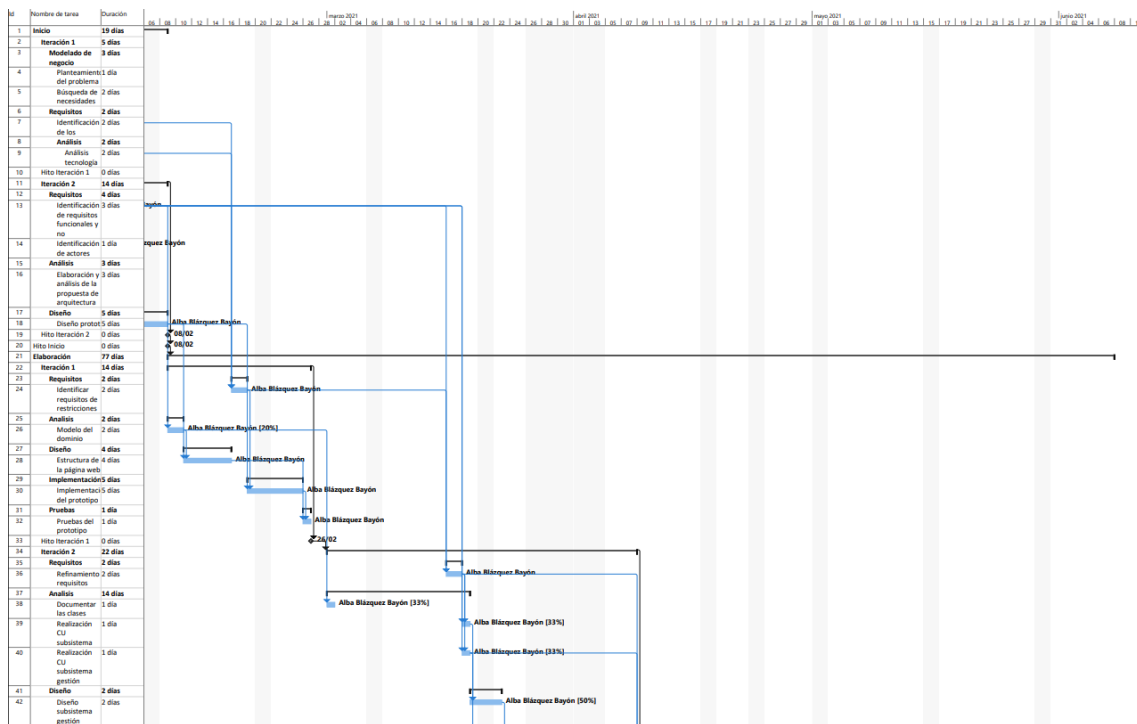 Id Nombre de tarea Duración
marzo 2021 abril 2021 mayo 2021 junio 2021
1 Inicio 19 días
2 Iteración 1 5 días
3 Modelado de 3 días
negocio
4 Planteamient 1 día
del problema
5 Búsqueda de 2 días
necesidades
6 Requisitos 2 días
7 Identificación 2 días
de los
8 Análisis 2 días
9 Análisis 2 días
tecnología
10 Hito Iteración 1 0 días
11 Iteración 2 14 días
12 Requisitos 4 días
13 Identificación 3 días
de requisitos
funcionales y
no
14 Identificación 1 día zquez Bayón
de actores
15 Análisis 3 días
16 Elaboración y 3 días
análisis de la
propuesta de
arquitectura
17 Diseño 5 días
18 Diseño protot 5 días Alba Blázquez Bayón
19 Hito Iteración 2 0 días 08/02
20 Hito Inicio 0 días 08/02
21 Elaboración 77 días
22 Iteración 1 14 días
23 Requisitos 2 días
24 Identificar 2 días Alba Blázquez Bayón
requisitos de
restricciones
25 Analisis 2 días
26 Modelo del 2 días Alba Blázquez Bayón [20%]
dominio
27 Diseño 4 días
28 Estructura de 4 días Alba Blázquez Bayón
la página web
29 Implementación 5 días
30 Implementaci 5 días Alba Blázquez Bayón
del prototipo
31 Pruebas 1 día
32 Pruebas del 1 día Alba Blázquez Bayón
prototipo
33 Hito Iteración 1 0 días 26/02
34 Iteración 2 22 días
35 Requisitos 2 días
36 Refinamiento 2 días Alba Blázquez Bayón
requisitos
37 Analisis 14 días
38 Documentar 1 día Alba Blázquez Bayón [33%]
las clases
39 Realización 1 día Alba Blázquez Bayón [33%]
CU
subsistema
40 Realización 1 día Alba Blázquez Bayón [33%]
CU
subsistema
gestión
41 Diseño 2 días
42 Diseño 2 días Alba Blázquez Bayón [50%]
subsistema
gestión